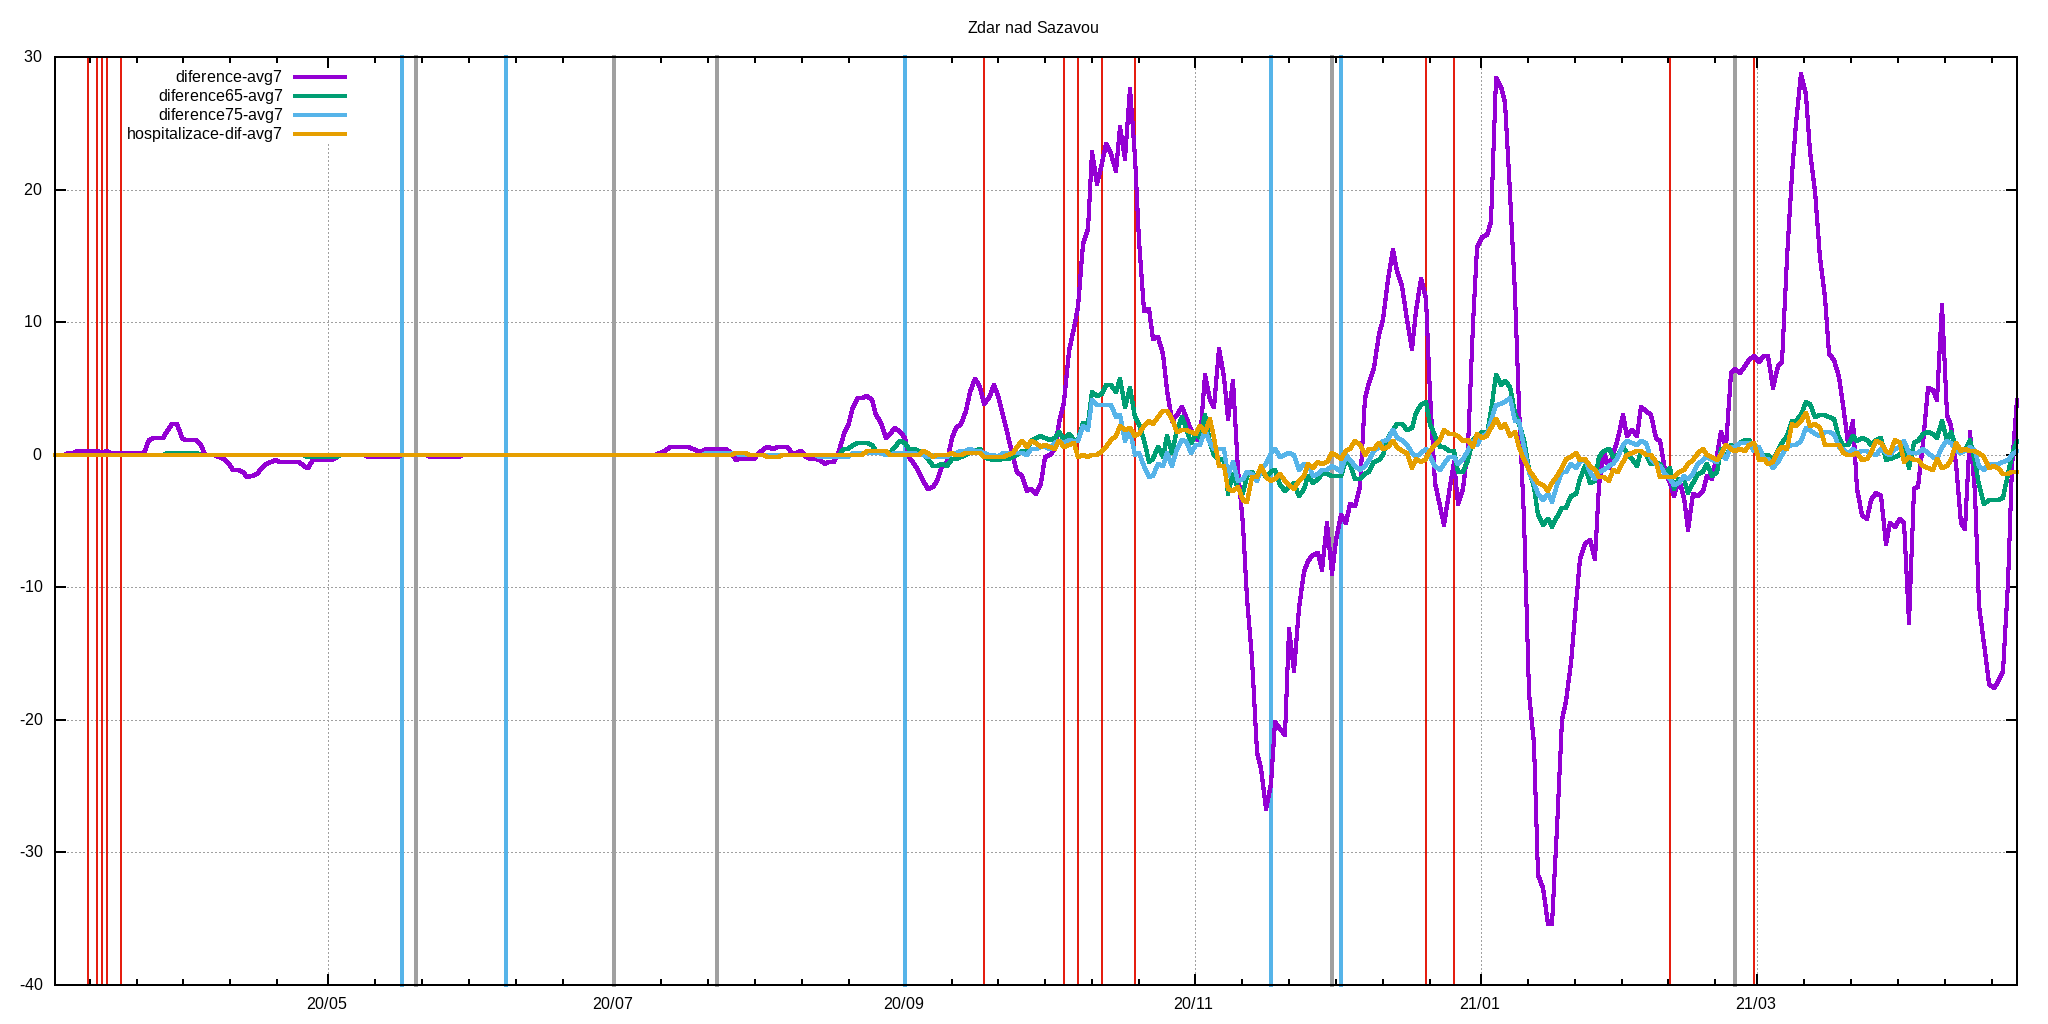 Zdar nad Sazavou
30
20
10
0
-10
-20
-30
-40
diference-avg7
diference65-avg7
diference75-avg7
hospitalizace-dif-avg7
20/05
20/07
20/09
20/11
21/01
21/03